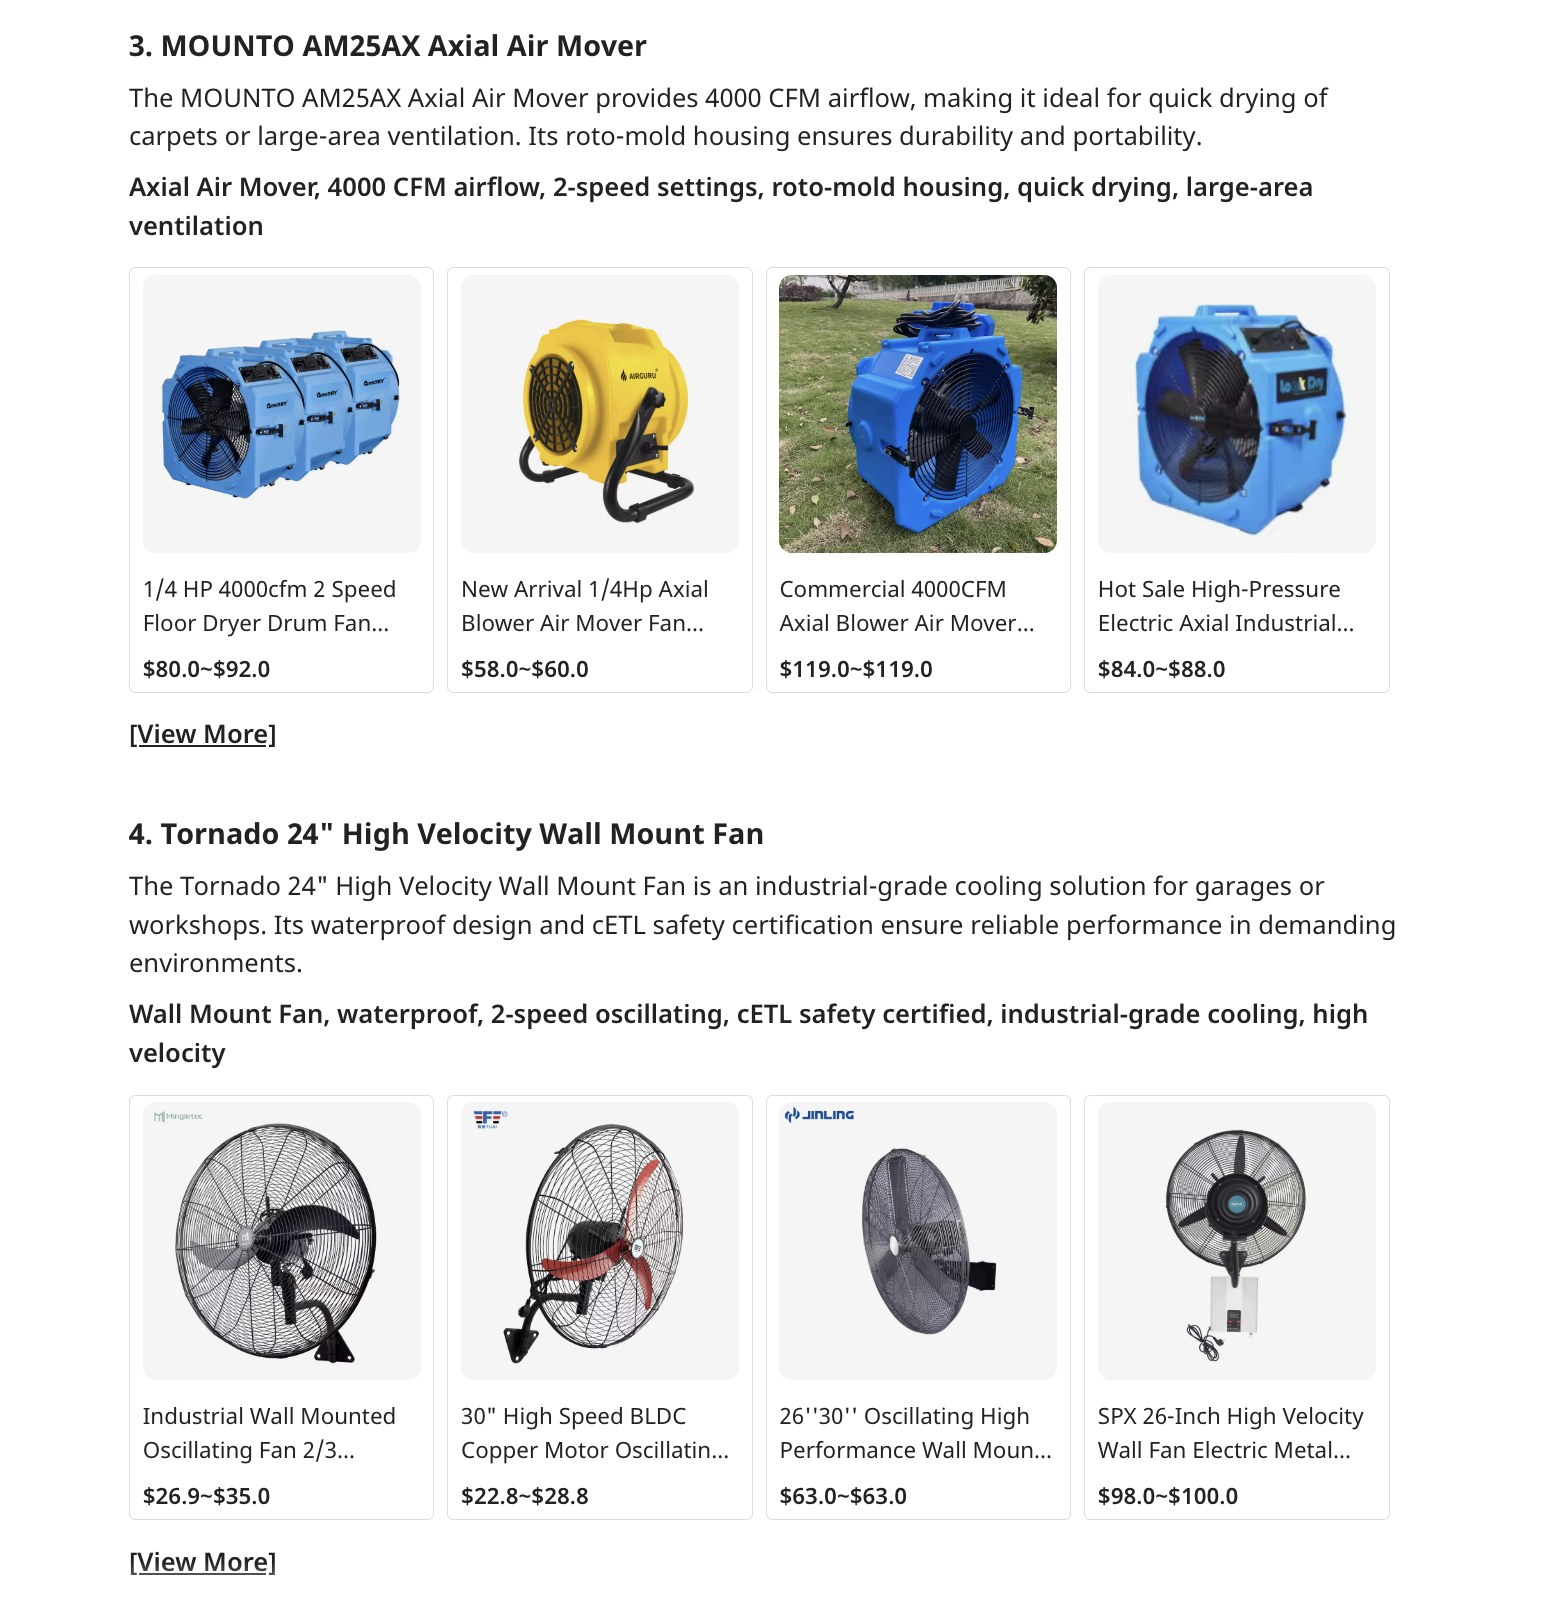 3. MOUNTO AM25AX Axial Air Mover
The MOUNTO AM25AX Axial Air Mover provides 4000 CFM airflow, making it ideal for quick drying of
carpets or large-area ventilation. Its roto-mold housing ensures durability and portability.
Axial Air Mover, 4000 CFM airflow, 2-speed settings, roto-mold housing, quick drying, large-area
ventilation
AIRGURU
1/4 HP 4000cfm 2 Speed
Floor Dryer Drum Fan...
$80.0~$92.0
New Arrival 1/4Hp Axial
Blower Air Mover Fan...
$58.0~$60.0
Commercial 4000CFM
Axial Blower Air Mover...
$119.0~$119.0
Hot Sale High-Pressure
Electric Axial Industrial...
$84.0~$88.0
[View More]
4. Tornado 24" High Velocity Wall Mount Fan
The Tornado 24" High Velocity Wall Mount Fan is an industrial-grade cooling solution for garages or
workshops. Its waterproof design and cETL safety certification ensure reliable performance in demanding
environments.
Wall Mount Fan, waterproof, 2-speed oscillating, cETL safety certified, industrial-grade cooling, high
velocity
Mingletec
JINLING
Industrial Wall Mounted
Oscillating Fan 2/3...
$26.9~$35.0
30" High Speed BLDC
Copper Motor Oscillatin...
$22.8~$28.8
26''30'' Oscillating High
Performance Wall Moun...
$63.0~$63.0
SPX 26-Inch High Velocity
Wall Fan Electric Metal...
$98.0~$100.0
[View More]